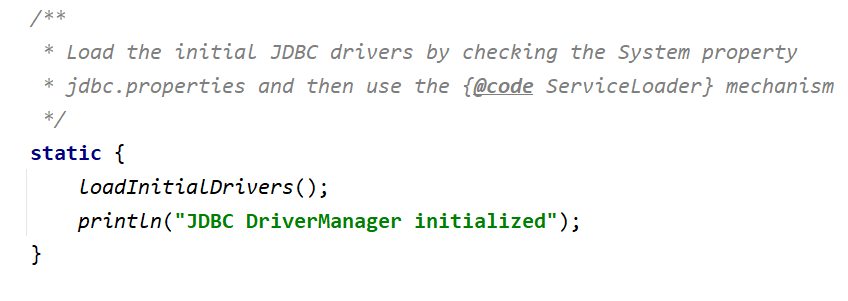 /**
 * Load the initial JDBC drivers by checking the System property
 * jdbc.properties and then use the {@code ServiceLoader} mechanism
 */
static {
    loadInitialDrivers();
    println("JDBC DriverManager initialized");
}